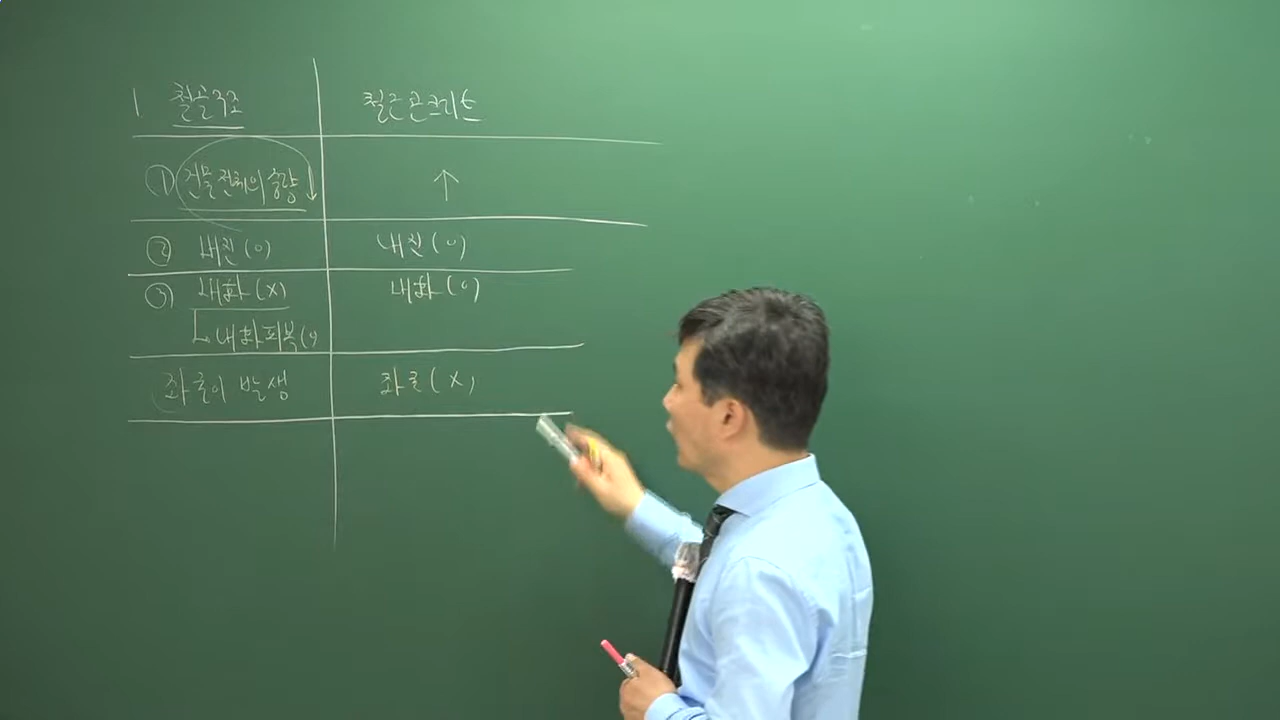 1 철골구조 철근콘크리트
① 건물전체의 중량 ↓ ↑
② 내진(O) 내진(O)
③ 내화(X) 내화(O)
→내화피복(O)
좌굴이 발생 좌굴(X)